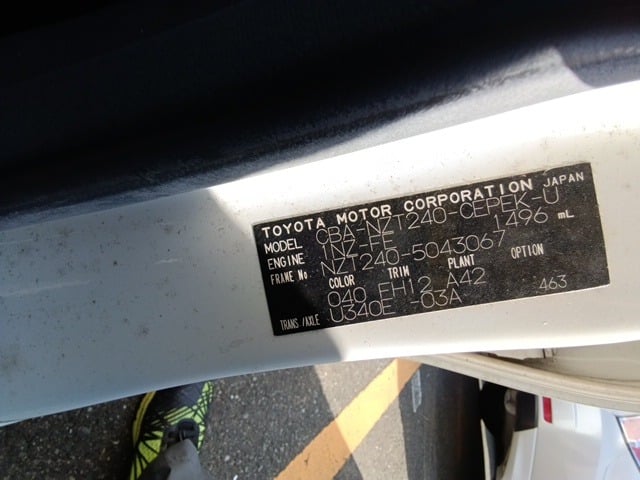 TOYOTA MOTOR CORPORATION JAPAN
MODEL CBA-NZT240-CEPEK-U
ENGINE 1NZ-FE 1496 mL
FRAME No NZT240-5043067
COLOR TRIM PLANT OPTION
040 FH12 A42
TRANS/AXLE U340E -03A 463